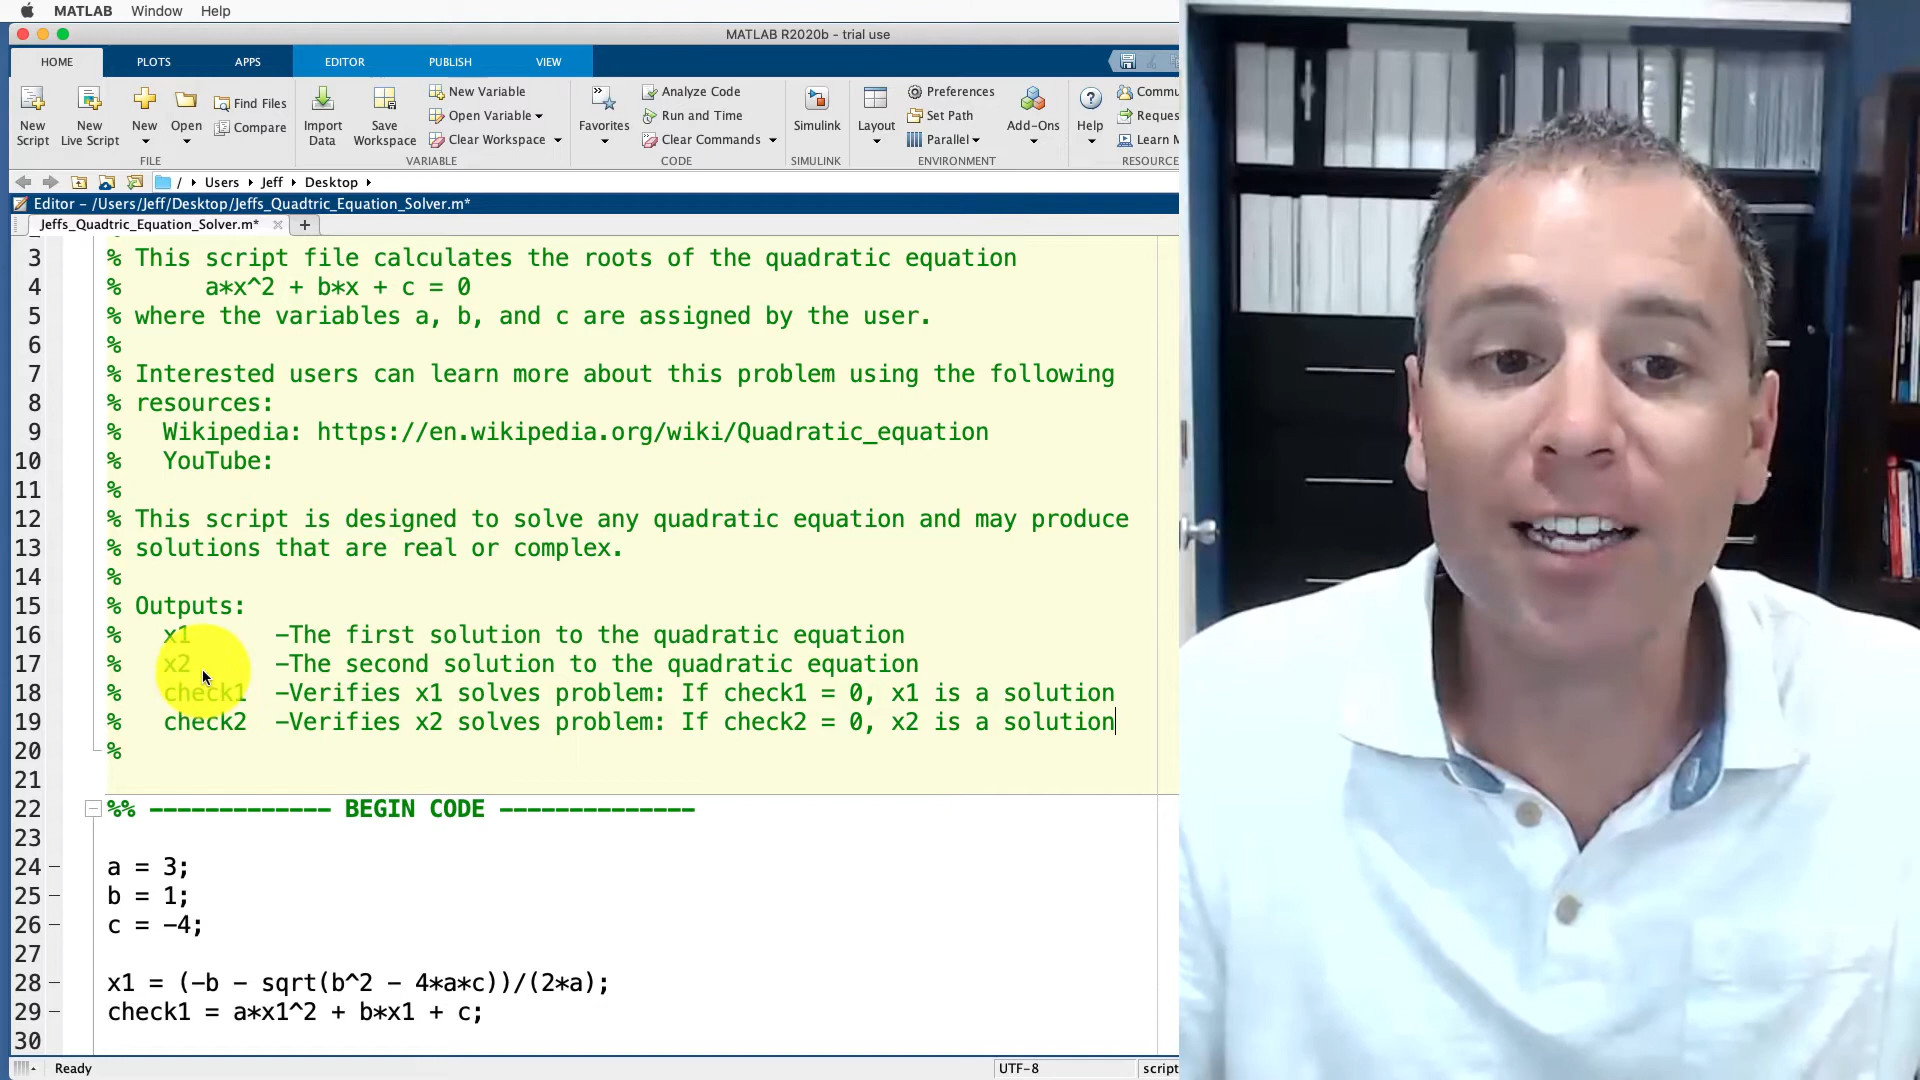 MATLAB Window Help
MATLAB R2020b - trial use
HOME PLOTS APPS EDITOR PUBLISH VIEW
New Script
New Live Script
New
Open
Find Files
Compare
FILE
Import Data
Save Workspace
New Variable
Open Variable
Clear Workspace
VARIABLE
Favorites
Analyze Code
Run and Time
Clear Commands
CODE
Simulink
SIMULINK
Layout
Preferences
Set Path
Parallel
ENVIRONMENT
Add-Ons
Help
Commu
Reques
Learn M
RESOURCE
/ Users Jeff Desktop
Editor - /Users/Jeff/Desktop/Jeffs_Quadtric_Equation_Solver.m*
Jeffs_Quadtric_Equation_Solver.m*
3 % This script file calculates the roots of the quadratic equation
4 % a*x^2 + b*x + c = 0
5 % where the variables a, b, and c are assigned by the user.
6 %
7 % Interested users can learn more about this problem using the following
8 % resources:
9 % Wikipedia: https://en.wikipedia.org/wiki/Quadratic_equation
10 % YouTube:
11 %
12 % This script is designed to solve any quadratic equation and may produce
13 % solutions that are real or complex.
14 %
15 % Outputs:
16 % x1 -The first solution to the quadratic equation
17 % x2 -The second solution to the quadratic equation
18 % check1 -Verifies x1 solves problem: If check1 = 0, x1 is a solution
19 % check2 -Verifies x2 solves problem: If check2 = 0, x2 is a solution
20 %
21
22 %% ------------- BEGIN CODE --------------
23
24 - a = 3;
25 - b = 1;
26 - c = -4;
27
28 - x1 = (-b - sqrt(b^2 - 4*a*c))/(2*a);
29 - check1 = a*x1^2 + b*x1 + c;
30
Ready UTF-8 script